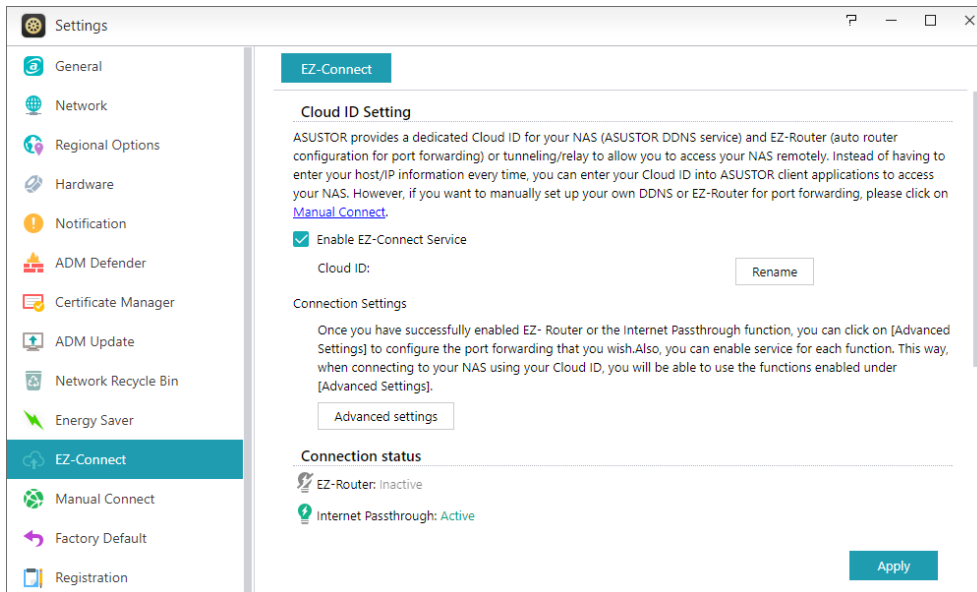 Settings
General
Network
Regional Options
Hardware
Notification
ADM Defender
Certificate Manager
ADM Update
Network Recycle Bin
Energy Saver
EZ-Connect
Manual Connect
Factory Default
Registration
EZ-Connect
Cloud ID Setting
ASUSTOR provides a dedicated Cloud ID for your NAS (ASUSTOR DDNS service) and EZ-Router (auto router
configuration for port forwarding) or tunneling/relay to allow you to access your NAS remotely. Instead of having to
enter your host/IP information every time, you can enter your Cloud ID into ASUSTOR client applications to access
your NAS. However, if you want to manually set up your own DDNS or EZ-Router for port forwarding, please click on
Manual Connect.
Enable EZ-Connect Service
Cloud ID:
Rename
Connection Settings
Once you have successfully enabled EZ- Router or the Internet Passthrough function, you can click on [Advanced
Settings] to configure the port forwarding that you wish.Also, you can enable service for each function. This way,
when connecting to your NAS using your Cloud ID, you will be able to use the functions enabled under
[Advanced Settings].
Advanced settings
Connection status
EZ-Router: Inactive
Internet Passthrough: Active
Apply